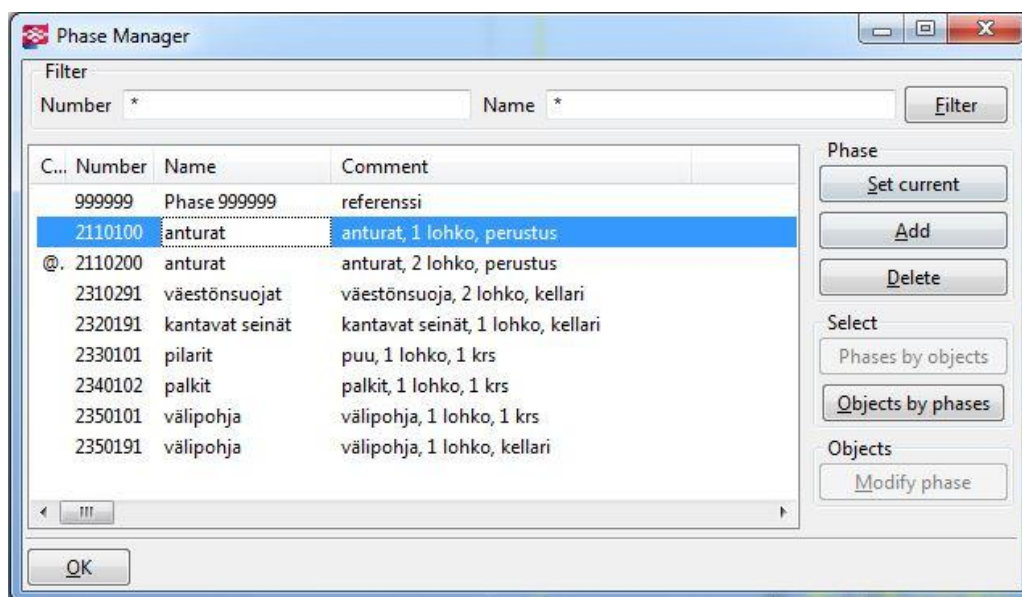 Phase Manager
Filter
Number * Name * Filter
C... Number Name Comment
999999 Phase 999999 referenssi
2110100 anturat anturat, 1 lohko, perustus
@. 2110200 anturat anturat, 2 lohko, perustus
2310291 väestönsuojat väestönsuoja, 2 lohko, kellari
2320191 kantavat seinät kantavat seinät, 1 lohko, kellari
2330101 pilarit puu, 1 lohko, 1 krs
2340102 palkit palkit, 1 lohko, 1 krs
2350101 välipohja välipohja, 1 lohko, 1 krs
2350191 välipohja välipohja, 1 lohko, kellari
Phase
Set current
Add
Delete
Select
Phases by objects
Objects by phases
Objects
Modify phase
OK